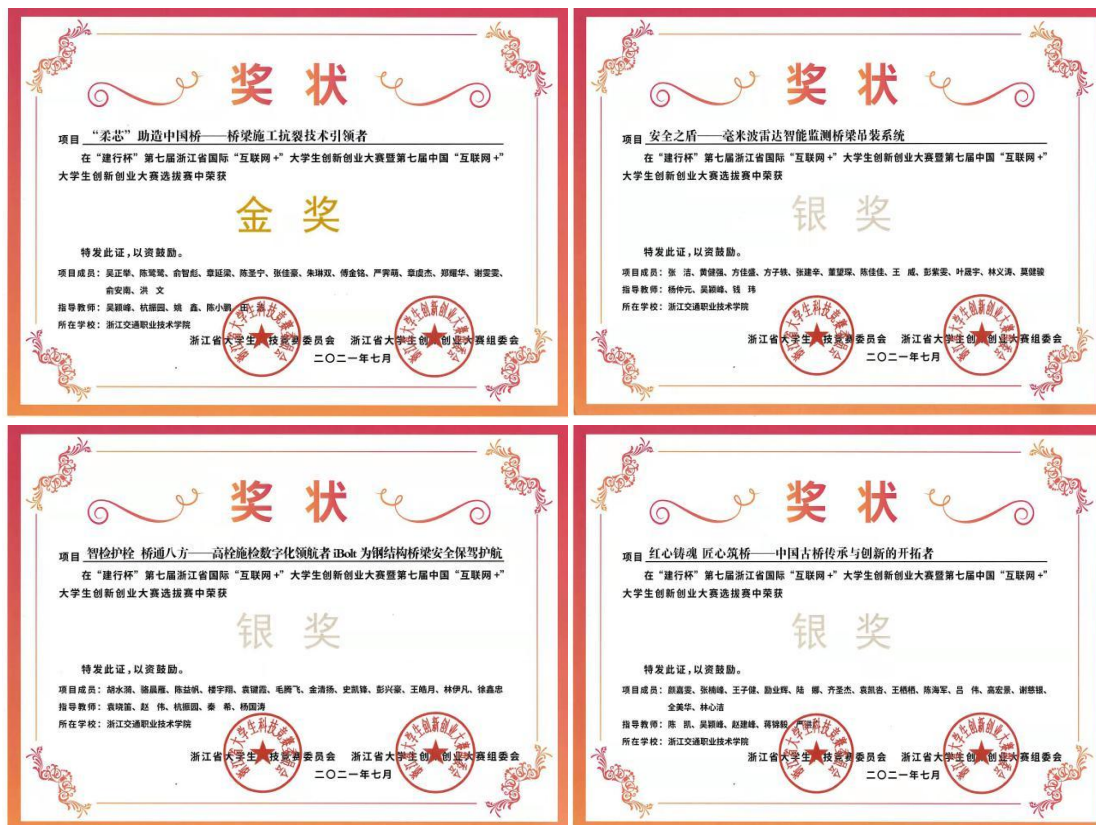 奖状
项目 “柔芯”助造中国桥——桥梁施工抗裂技术引领者
在“建行杯”第七届浙江省国际“互联网+”大学生创新创业大赛暨第七届中国“互联网+”
大学生创新创业大赛选拔赛中荣获
金奖
特发此证,以资鼓励。
项目成员:吴正举、陈莺莺、俞智彪、章延梁、陈圣宁、张佳豪、朱琳双、傅金铭、严霁萌、章虞杰、郑耀华、谢雯雯、
俞安南、洪 文
指导教师:吴颖峰、杭振园、姚 鑫、陈小鹏、
所在学校:浙江交通职业技术学院
浙江省大学生科技竞赛委员会 浙江省大学生创新创业大赛组委会
二〇二一年七月
奖状
项目 安全之盾——毫米波雷达智能监测桥梁吊装系统
在“建行杯”第七届浙江省国际“互联网+”大学生创新创业大赛暨第七届中国“互联网+”
大学生创新创业大赛选拔赛中荣获
银奖
特发此证,以资鼓励。
项目成员:张 洁、黄健强、方佳盛、方子轶、张建辛、董望琛、陈佳佳、王 威、彭紫雯、叶晟宇、林义涛、莫健骏
指导教师:杨仲元、吴颖峰、钱 玮
所在学校:浙江交通职业技术学院
浙江省大学生科技竞赛委员会 浙江省大学生创新创业大赛组委会
二〇二一年七月
奖状
项目 智检护栓 桥通八方——高栓施检数字化领航者 iBolt 为钢结构桥梁安全保驾护航
在“建行杯”第七届浙江省国际“互联网+”大学生创新创业大赛暨第七届中国“互联网+”
大学生创新创业大赛选拔赛中荣获
银奖
特发此证,以资鼓励。
项目成员:胡水漪、骆晨雁、陈益帆、楼宇翔、袁键霞、毛腾飞、金清扬、史凯锋、彭兴豪、王皓月、林伊凡、徐鑫忠
指导教师:袁晓笛、赵 伟、杭振园、秦 希、杨国涛
所在学校:浙江交通职业技术学院
浙江省大学生科技竞赛委员会 浙江省大学生创新创业大赛组委会
二〇二一年七月
奖状
项目 红心铸魂 匠心筑桥——中国古桥传承与创新的开拓者
在“建行杯”第七届浙江省国际“互联网+”大学生创新创业大赛暨第七届中国“互联网+”
大学生创新创业大赛选拔赛中荣获
银奖
特发此证,以资鼓励。
项目成员:颜嘉雯、张楠峰、王子健、励业辉、陆 娜、齐圣杰、袁凯沓、王栖栖、陈海军、吕 伟、高宏景、谢慈银、
全美华、林心洁
指导教师:陈 凯、吴颖峰、赵建峰、蒋锦毅、
所在学校:浙江交通职业技术学院
浙江省大学生科技竞赛委员会 浙江省大学生创新创业大赛组委会
二〇二一年七月